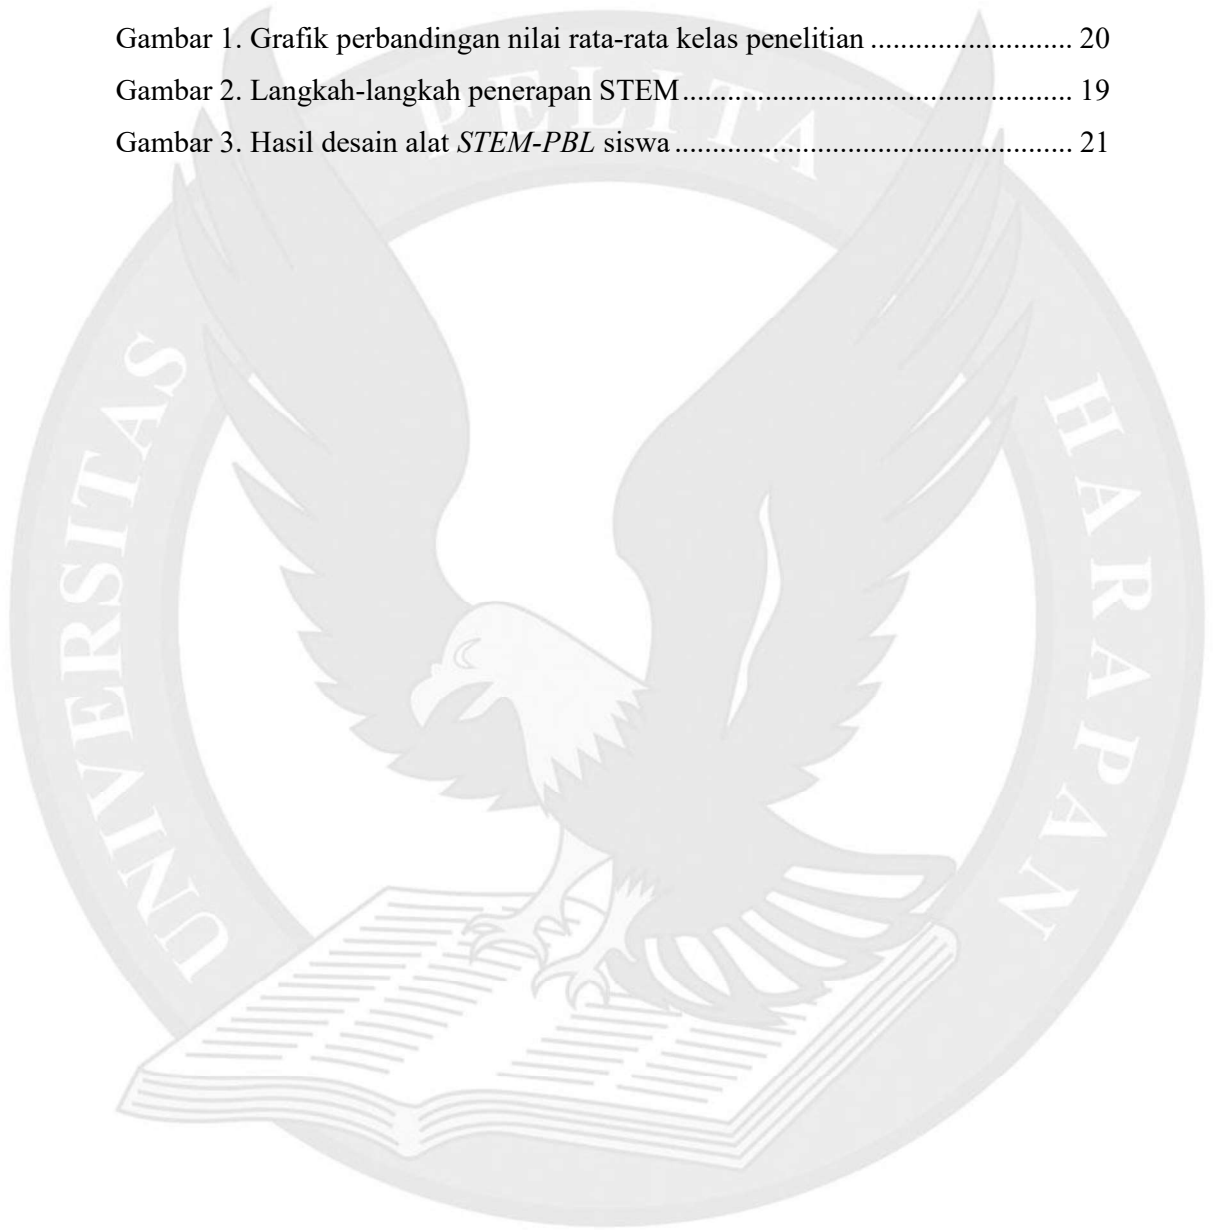 Gambar 1. Grafik perbandingan nilai rata-rata kelas penelitian .......................... 20
Gambar 2. Langkah-langkah penerapan STEM.................................................. 19
Gambar 3. Hasil desain alat STEM-PBL siswa ................................................... 21
UNIVERSITAS PELITA HARAPAN